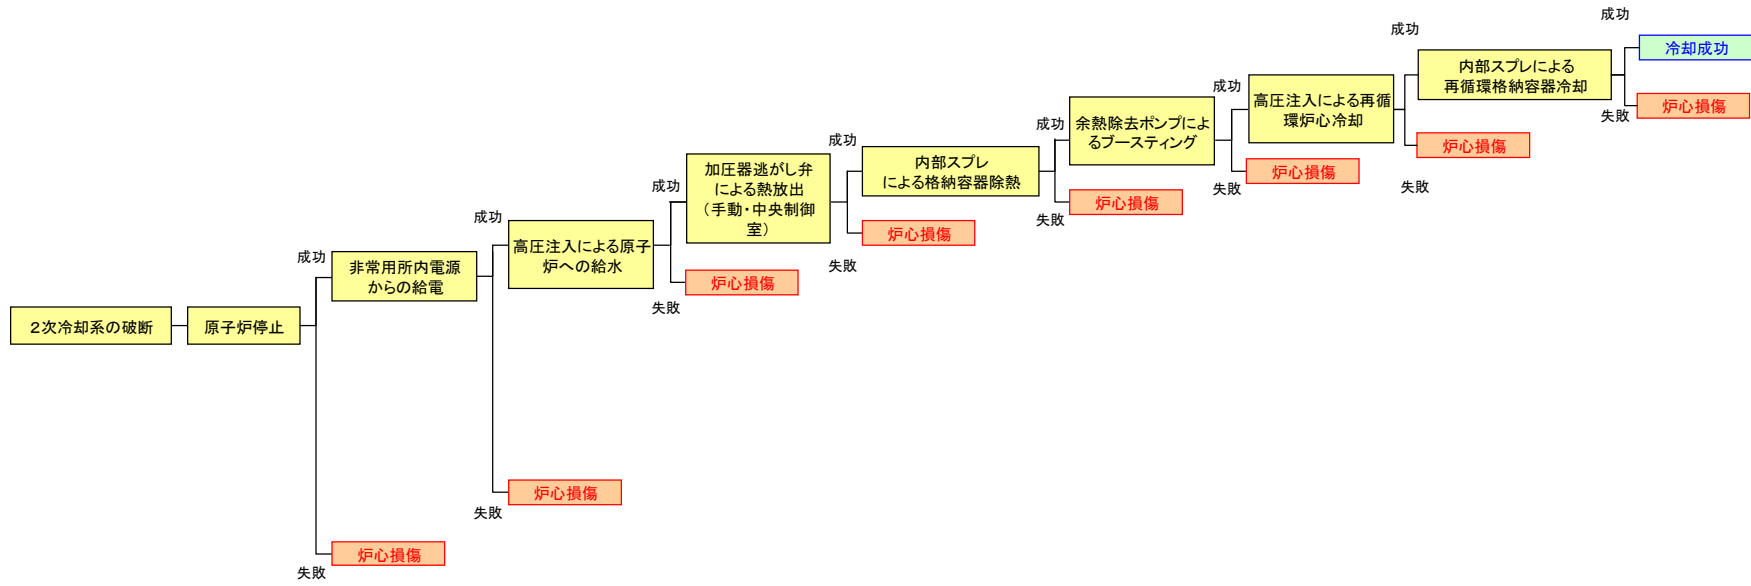 2次冷却系の破断
原子炉停止
成功
失敗
非常用所内電源
からの給電
炉心損傷
成功
失敗
高圧注入による原子
炉への給水
炉心損傷
成功
失敗
加圧器逃がし弁
による熱放出
(手動・中央制御
室)
炉心損傷
成功
失敗
内部スプレ
による格納容器除熱
炉心損傷
成功
失敗
余熱除去ポンプによ
るブースティング
炉心損傷
成功
失敗
高圧注入による再循
環炉心冷却
炉心損傷
成功
失敗
内部スプレによる
再循環格納容器冷却
炉心損傷
成功
失敗
冷却成功
炉心損傷